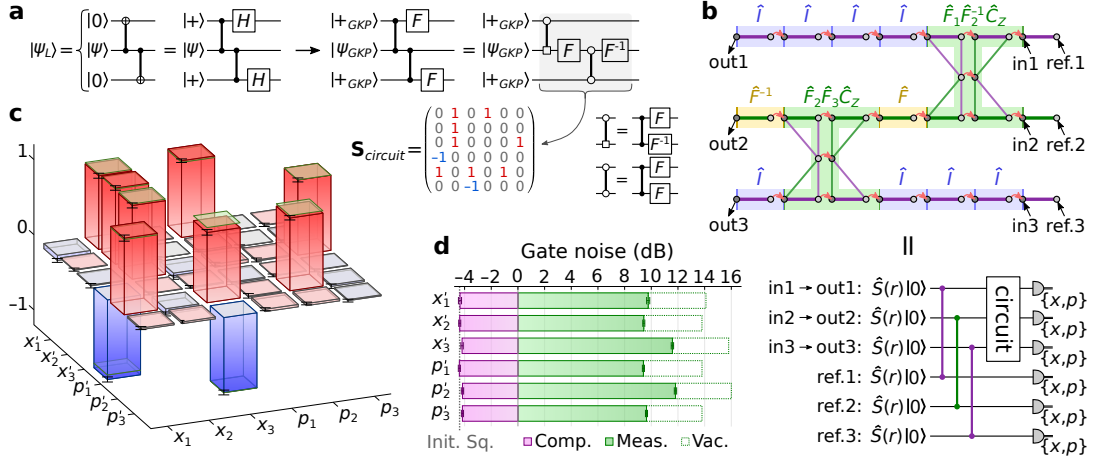 a
|ψL⟩= |0⟩ |ψ⟩ |0⟩ = |+⟩ |ψ⟩ |+⟩ H H → |+GKP⟩ |ψGKP⟩ |+GKP⟩ F F = |+GKP⟩ |ψGKP⟩ |+GKP⟩ F F⁻¹
Scircuit=
0 1 0 1 0 0
0 1 0 0 0 0
0 1 0 0 0 1
−1 0 0 0 0 0
1 1 0 1 0
0 0 −1 0 0 0
= F F⁻¹
= F F
b
Î Î Î Î F̂1F̂2⁻¹ĈZ
out1 in1 ref.1
F̂⁻¹ F̂2F̂3ĈZ F̂
out2 in2 ref.2
Î Î Î Î
out3 in3 ref.3
=
in1→out1: Ŝ(r)|0⟩ {x,p}
in2→out2: Ŝ(r)|0⟩ circuit {x,p}
in3→out3: Ŝ(r)|0⟩ {x,p}
ref.1: Ŝ(r)|0⟩ {x,p}
ref.2: Ŝ(r)|0⟩ {x,p}
ref.3: Ŝ(r)|0⟩ {x,p}
c
1
0
−1
x′1 x′2 x′3 p′1 p′2 p′3
x1 x2 x3 p1 p2 p3
d
Gate noise (dB)
−4 −2 0 2 4 6 8 10 12 14 16
x′1
x′2
x′3
p′1
p′2
p′3
Init. Sq. Comp. Meas. Vac.